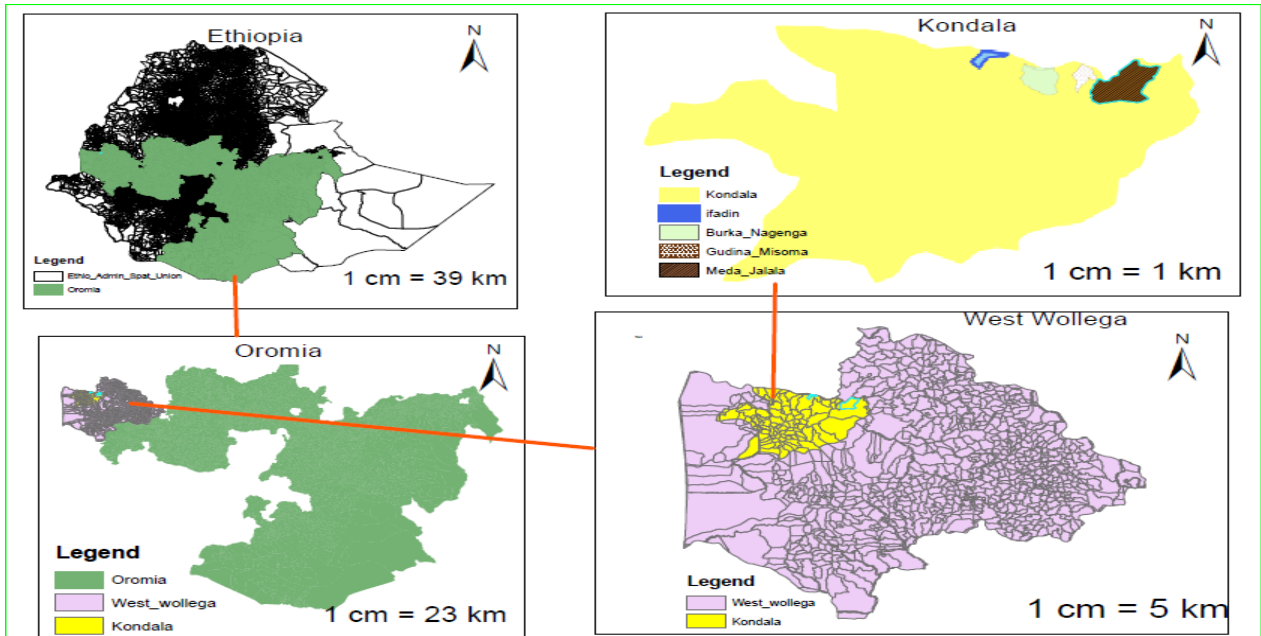 Ethiopia
N
Legend
Ethio_Admin_Spat_Union
Oromia
1 cm = 39 km
Kondala
N
Legend
Kondala
ifadin
Burka_Nagenga
Gudina_Misoma
Meda_Jalala
1 cm = 1 km
Oromia
N
Legend
Oromia
West_wollega
Kondala
1 cm = 23 km
West Wollega
N
Legend
West_wollega
Kondala
1 cm = 5 km